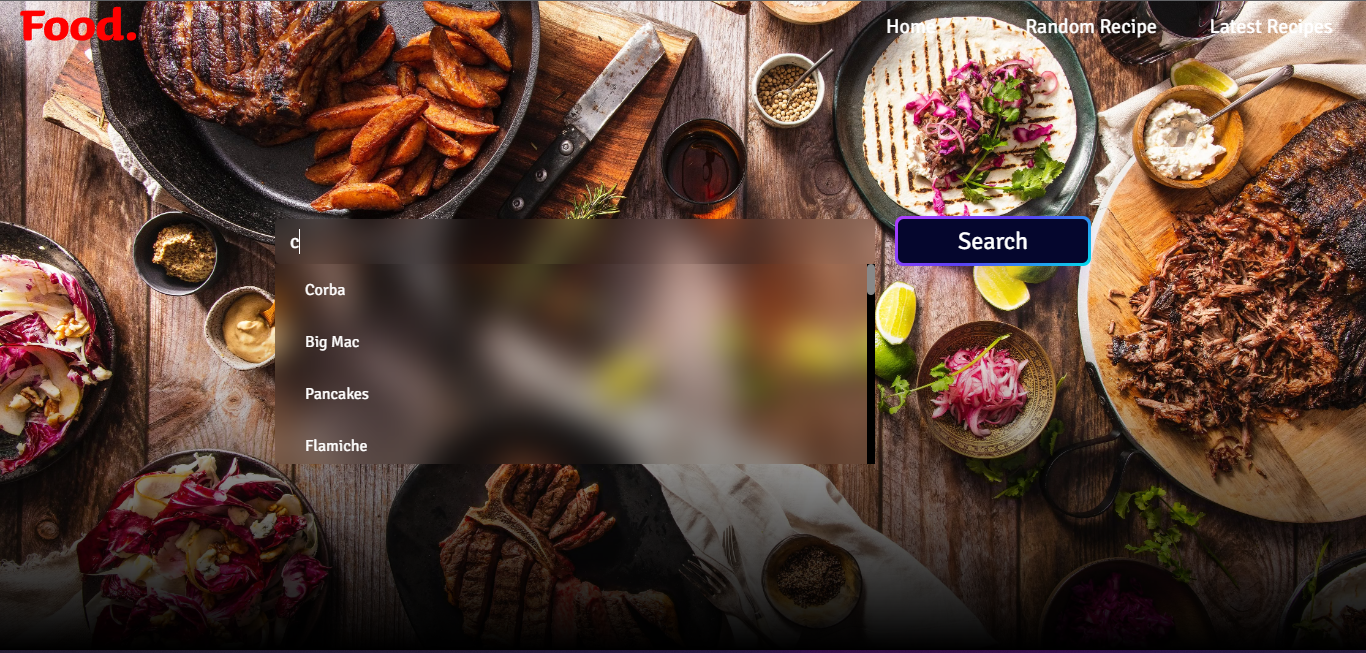 Food.
Home Random Recipe Latest Recipes
c
Search
Corba
Big Mac
Pancakes
Flamiche